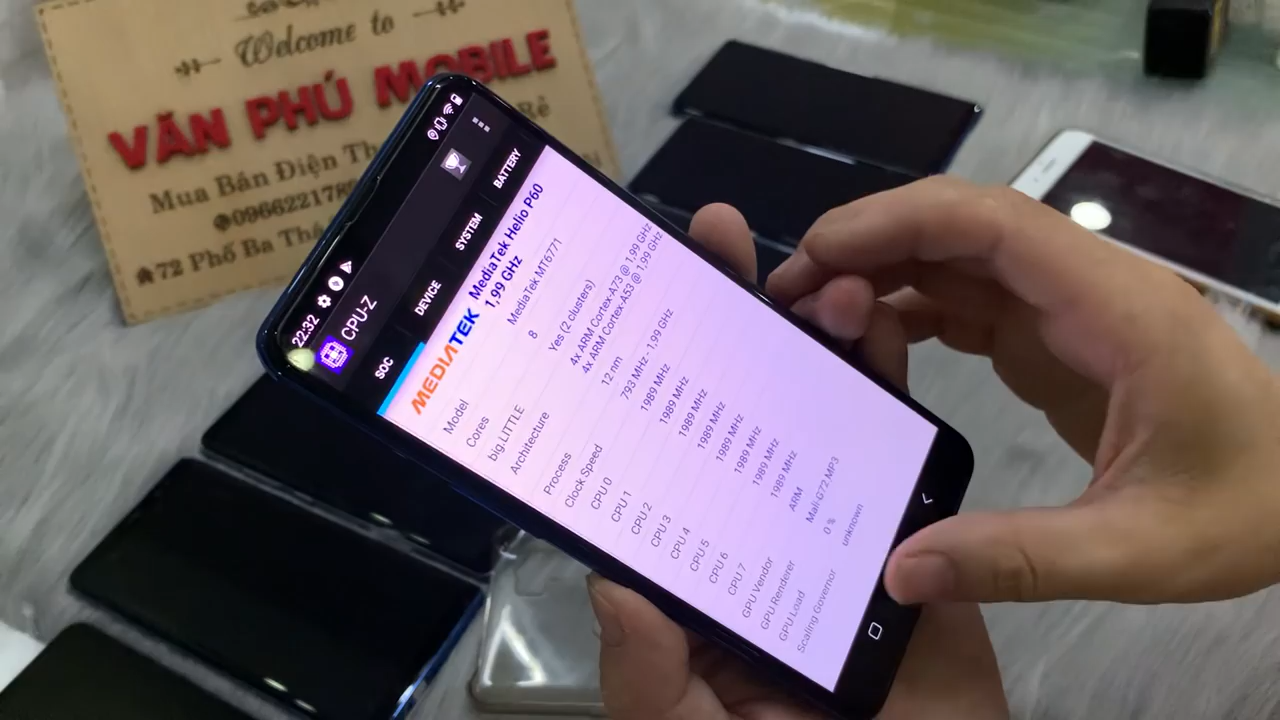 Welcome to
VĂN PHÚ MOBILE
Mua Bán Điện Rẻ
72 Phố Ba
22:32
CPU-Z
SOC DEVICE SYSTEM BATTERY
MEDIATEK MediaTek Helio P60
1,99 GHz
Model MediaTek MT6771
Cores 8
big.LITTLE Yes (2 clusters)
Architecture 4x ARM Cortex-A73 @ 1,99 GHz
4x ARM Cortex-A53 @ 1,99 GHz
Process 12 nm
Clock Speed 793 MHz - 1,99 GHz
CPU 0 1989 MHz
CPU 1 1989 MHz
CPU 2 1989 MHz
CPU 3 1989 MHz
CPU 4 1989 MHz
CPU 5 1989 MHz
CPU 6 1989 MHz
CPU 7 1989 MHz
GPU Vendor ARM
GPU Renderer Mali-G72 MP3
GPU Load 0 %
Scaling Governor unknown